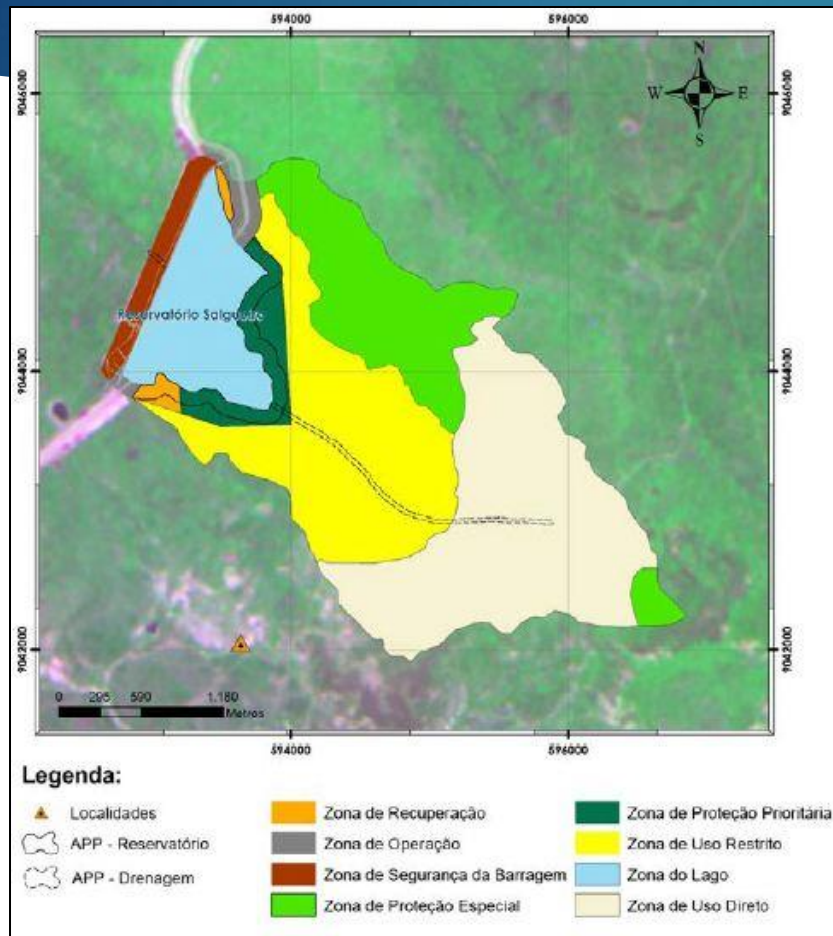 594000 596000
N
W E
S
9046000 9046000
Reservatório Salgueiro
9044000 9044000
9042000 9042000
0 295 590 1.180
Metros
594000 596000
Legenda:
Localidades
APP - Reservatório
APP - Drenagem
Zona de Recuperação
Zona de Operação
Zona de Segurança da Barragem
Zona de Proteção Especial
Zona de Proteção Prioritária
Zona de Uso Restrito
Zona do Lago
Zona de Uso Direto